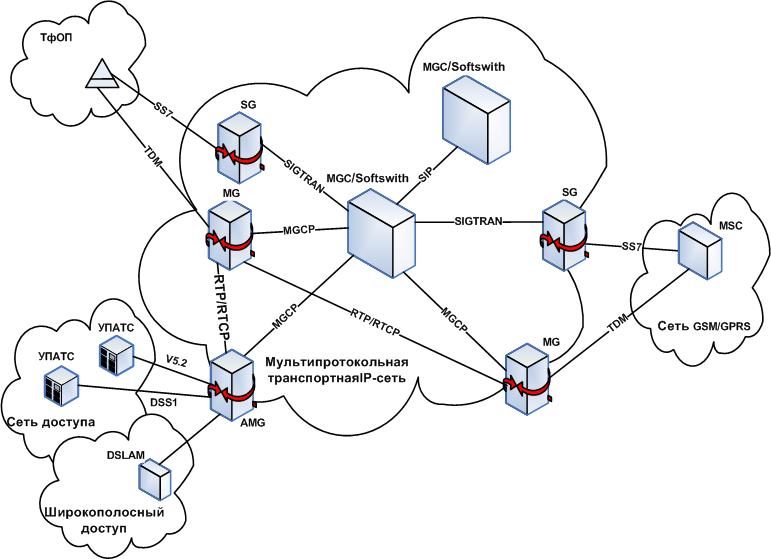 ТфОП
MGC/Softswith
SG
SS7
TDM
SIGTRAN
MGC/Softswith
SIP
MG
SG
MSC
MGCP
SIGTRAN
SS7
RTP/RTCP
MGCP
RTP/RTCP
MGCP
TDM
Сеть GSM/GPRS
УПАТС
УПАТС
V5.2
MG
Мультипротокольная
транспортнаяIP-сеть
DSS1
Сеть доступа
AMG
DSLAM
Широкополосный
доступ